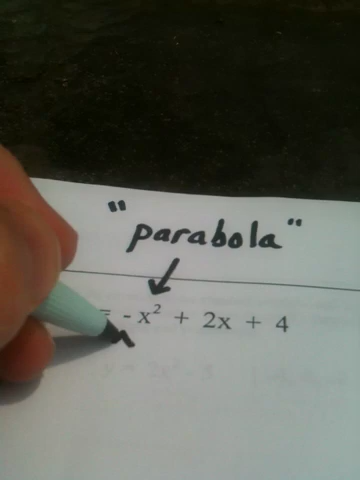 "parabola"
= -x² + 2x + 4